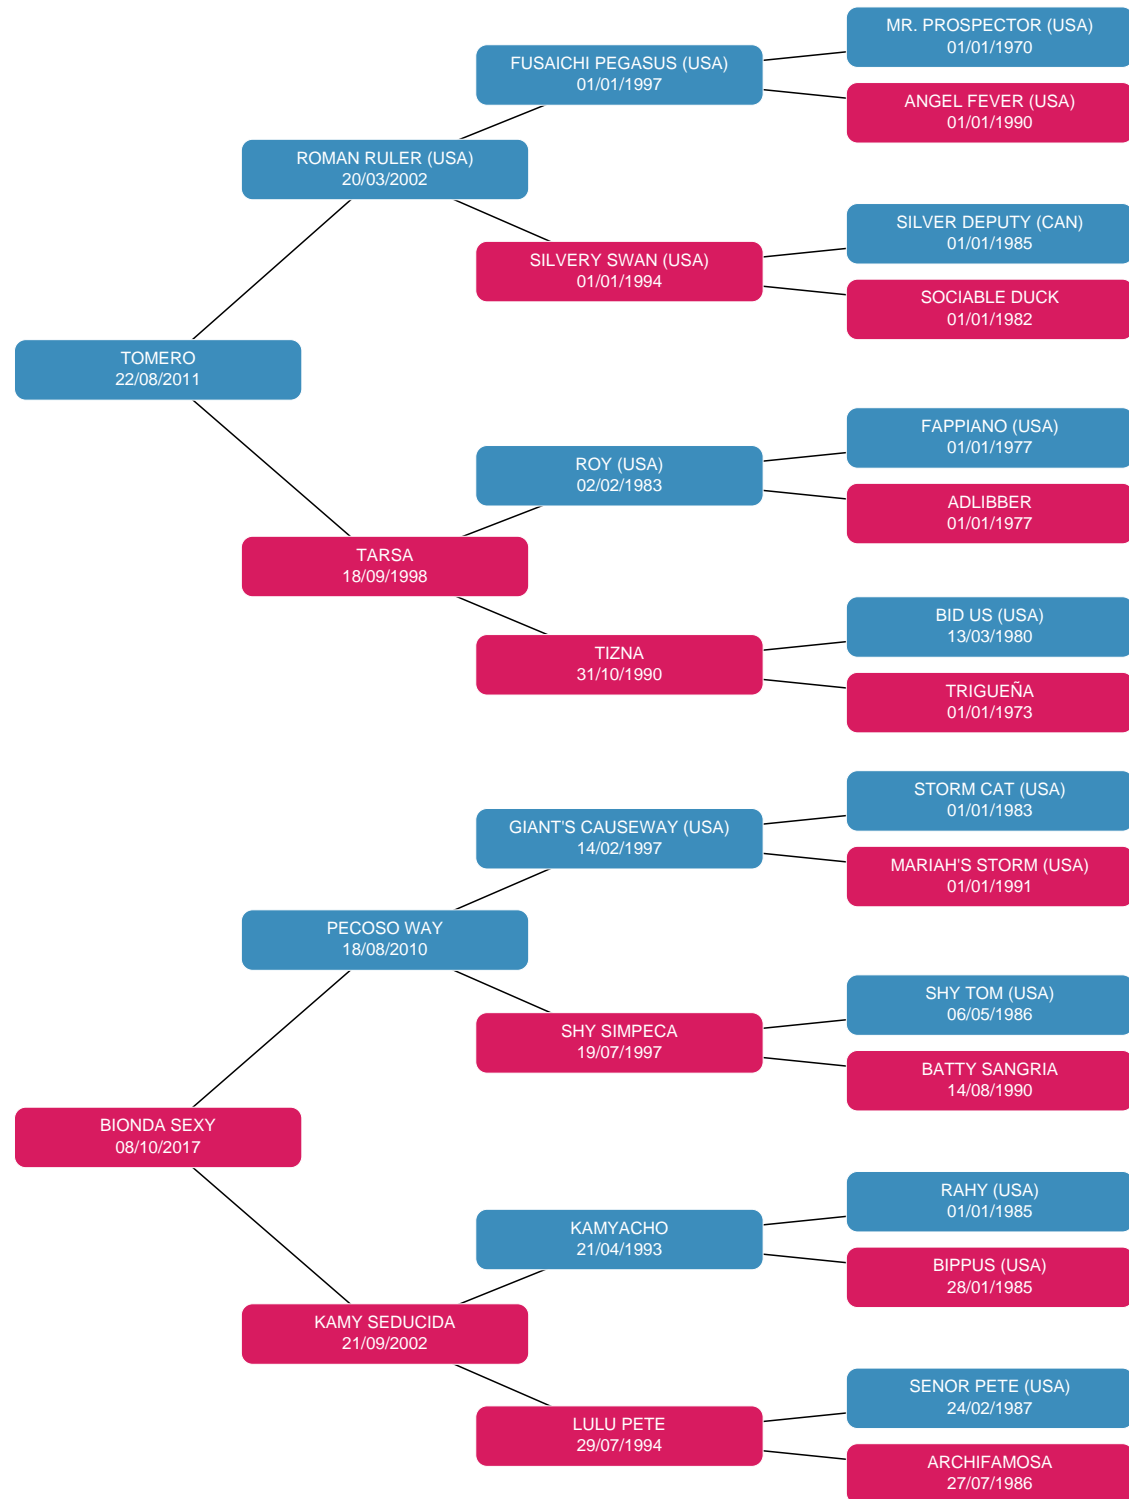 MR. PROSPECTOR (USA)
01/01/1970
FUSAICHI PEGASUS (USA)
01/01/1997
ANGEL FEVER (USA)
01/01/1990
ROMAN RULER (USA)
20/03/2002
SILVER DEPUTY (CAN)
01/01/1985
SILVERY SWAN (USA)
01/01/1994
SOCIABLE DUCK
01/01/1982
TOMERO
22/08/2011
FAPPIANO (USA)
01/01/1977
ROY (USA)
02/02/1983
ADLIBBER
01/01/1977
TARSA
18/09/1998
BID US (USA)
13/03/1980
TIZNA
31/10/1990
TRIGUEÑA
01/01/1973
STORM CAT (USA)
01/01/1983
GIANT'S CAUSEWAY (USA)
14/02/1997
MARIAH'S STORM (USA)
01/01/1991
PECOSO WAY
18/08/2010
SHY TOM (USA)
06/05/1986
SHY SIMPECA
19/07/1997
BATTY SANGRIA
14/08/1990
BIONDA SEXY
08/10/2017
RAHY (USA)
01/01/1985
KAMYACHO
21/04/1993
BIPPUS (USA)
28/01/1985
KAMY SEDUCIDA
21/09/2002
SENOR PETE (USA)
24/02/1987
LULU PETE
29/07/1994
ARCHIFAMOSA
27/07/1986